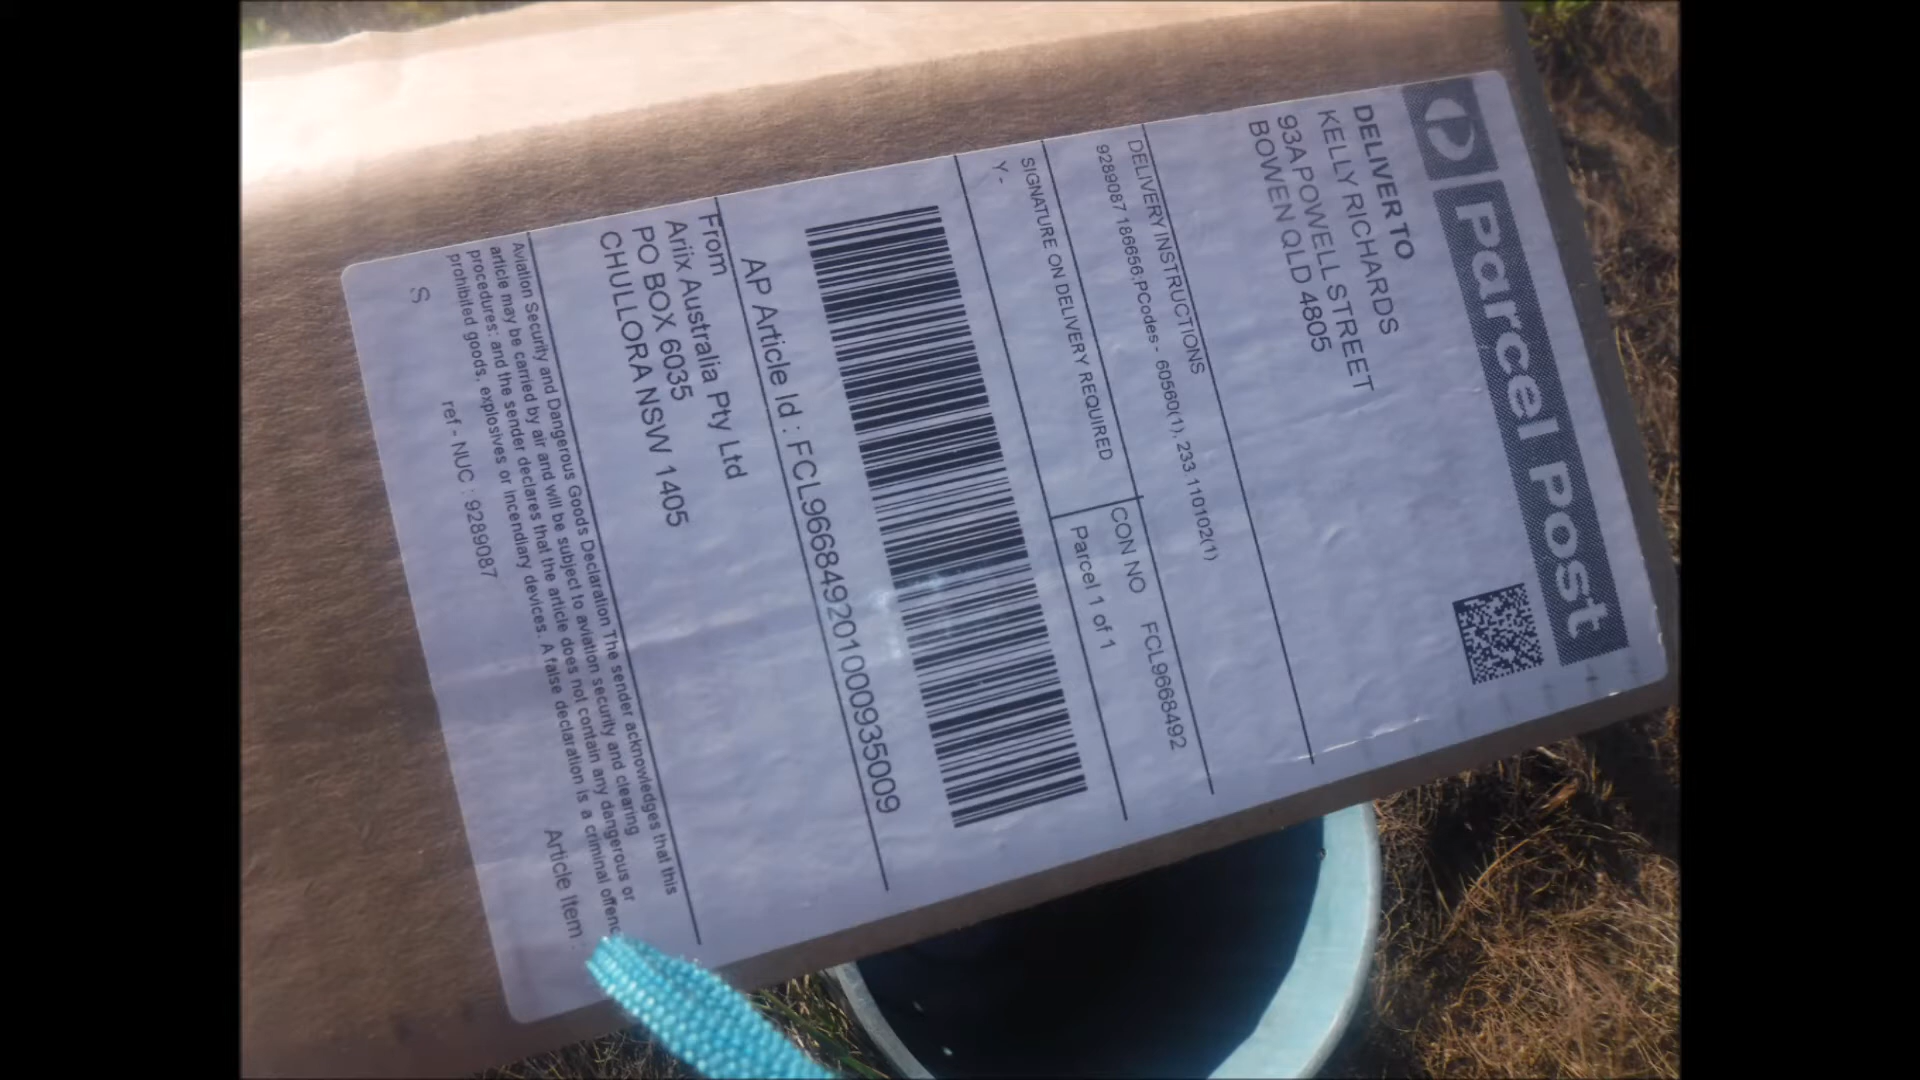 Parcel Post
DELIVER TO
KELLY RICHARDS
93A POWELL STREET
BOWEN QLD 4805
DELIVERY INSTRUCTIONS
9289087 18656;PCodes - 60560(1), 233 110102(1)
SIGNATURE ON DELIVERY REQUIRED
Y -
CON NO FCL9668492
Parcel 1 of 1
AP Article Id : FCL966849201000935009
From
Ariix Australia Pty Ltd
PO BOX 6035
CHULLORA NSW 1405
Aviation Security and Dangerous Goods Declaration The sender acknowledges that this
article may be carried by air and will be subject to aviation security and clearing
procedures; and the sender declares that the article does not contain any dangerous or
prohibited goods, explosives or incendiary devices. A false declaration is a criminal offenc
S
ref - NUC : 9289087
Article Item :